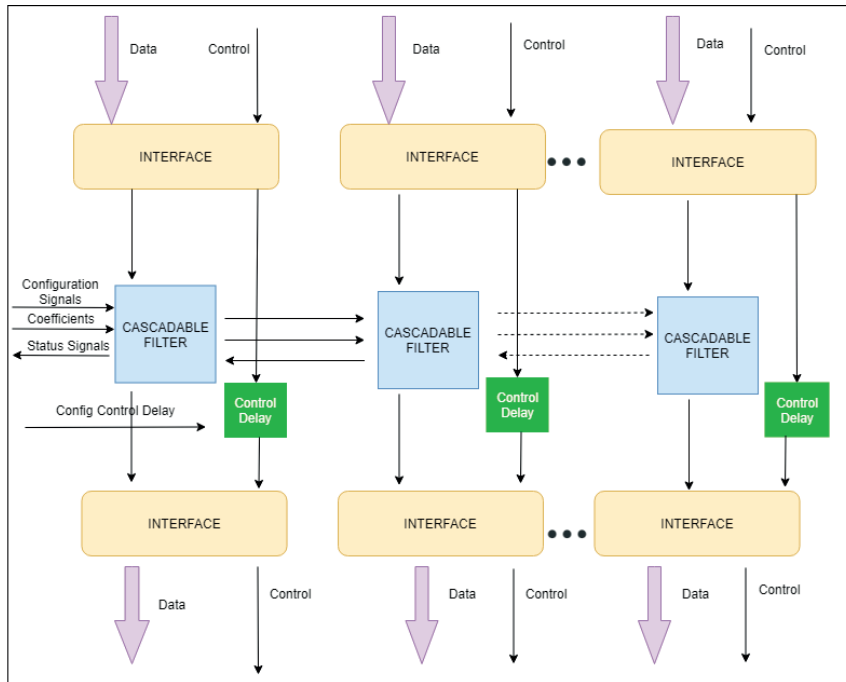 Data
Control
Data
Control
Data
Control
INTERFACE
INTERFACE
INTERFACE
Configuration
Signals
Coefficients
Status Signals
CASCADABLE
FILTER
CASCADABLE
FILTER
CASCADABLE
FILTER
Config Control Delay
Control
Delay
Control
Delay
Control
Delay
INTERFACE
INTERFACE
INTERFACE
Data
Control
Data
Control
Data
Control